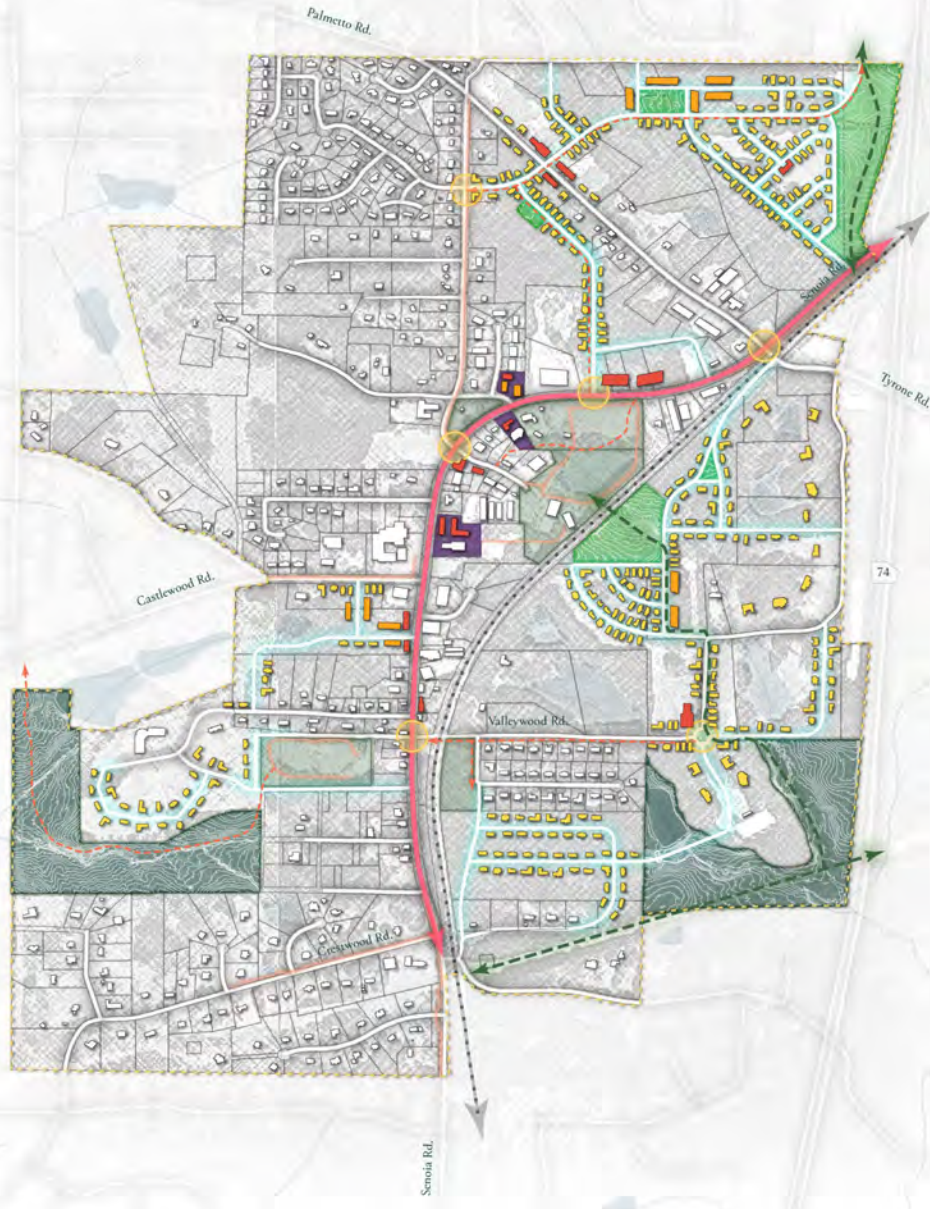 Palmetto Rd.
Senoia Rd.
Tyrone Rd.
74
Castlewood Rd.
Valleywood Rd.
Crestwood Rd.
Senoia Rd.